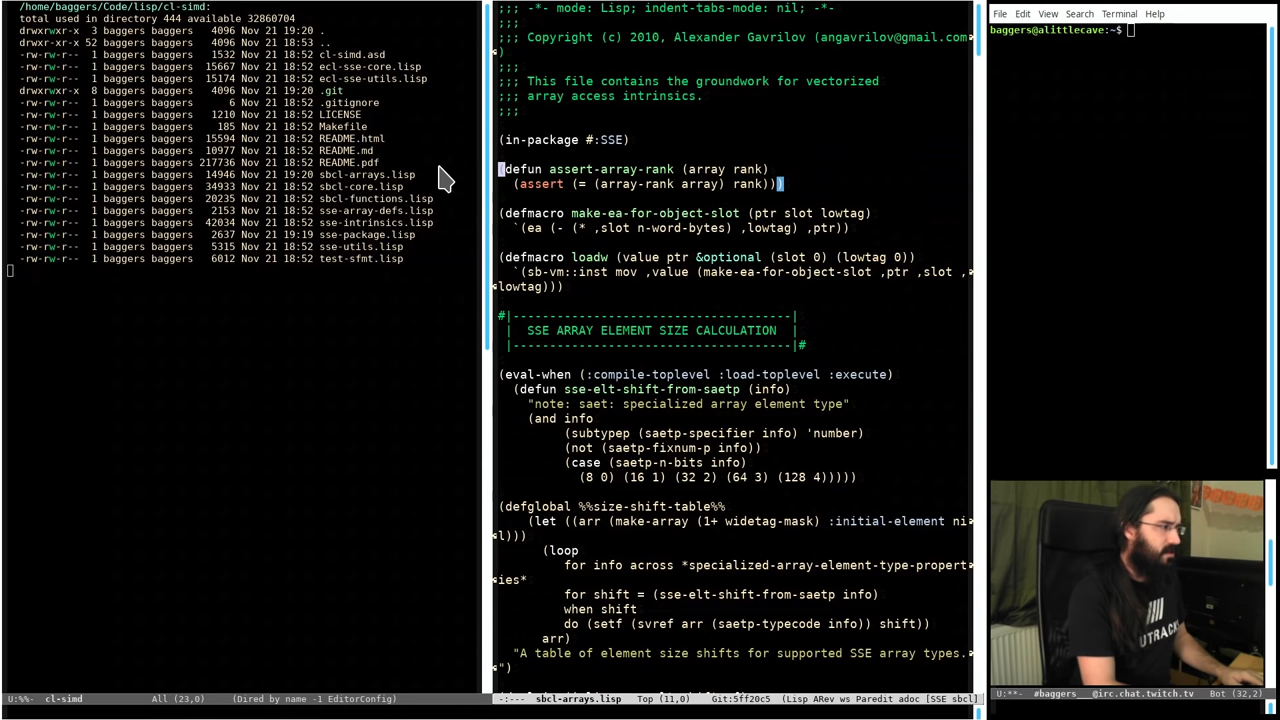 /home/baggers/Code/lisp/cl-simd:
total used in directory 444 available 32860704
drwxrwxr-x  3 baggers baggers   4096 Nov 21 19:20 .
drwxr-xr-x 52 baggers baggers   4096 Nov 21 18:53 ..
-rw-rw-r--  1 baggers baggers   1532 Nov 21 18:52 cl-simd.asd
-rw-rw-r--  1 baggers baggers  15667 Nov 21 18:52 ecl-sse-core.lisp
-rw-rw-r--  1 baggers baggers  15174 Nov 21 18:52 ecl-sse-utils.lisp
drwxrwxr-x  8 baggers baggers   4096 Nov 21 19:20 .git
-rw-rw-r--  1 baggers baggers      6 Nov 21 18:52 .gitignore
-rw-rw-r--  1 baggers baggers   1210 Nov 21 18:52 LICENSE
-rw-rw-r--  1 baggers baggers    185 Nov 21 18:52 Makefile
-rw-rw-r--  1 baggers baggers  15594 Nov 21 18:52 README.html
-rw-rw-r--  1 baggers baggers  10977 Nov 21 18:52 README.md
-rw-rw-r--  1 baggers baggers 217736 Nov 21 18:52 README.pdf
-rw-rw-r--  1 baggers baggers  14946 Nov 21 19:20 sbcl-arrays.lisp
-rw-rw-r--  1 baggers baggers  34933 Nov 21 18:52 sbcl-core.lisp
-rw-rw-r--  1 baggers baggers  20235 Nov 21 18:52 sbcl-functions.lisp
-rw-rw-r--  1 baggers baggers   2153 Nov 21 18:52 sse-array-defs.lisp
-rw-rw-r--  1 baggers baggers  42034 Nov 21 18:52 sse-intrinsics.lisp
-rw-rw-r--  1 baggers baggers   2637 Nov 21 19:19 sse-package.lisp
-rw-rw-r--  1 baggers baggers   5315 Nov 21 18:52 sse-utils.lisp
-rw-rw-r--  1 baggers baggers   6012 Nov 21 18:52 test-sfmt.lisp
U:%%-  cl-simd  All (23,0)  (Dired by name -1 EditorConfig)
;;; -*- mode: Lisp; indent-tabs-mode: nil; -*-
;;;
;;; Copyright (c) 2010, Alexander Gavrilov (angavrilov@gmail.com
)
;;;
;;; This file contains the groundwork for vectorized
;;; array access intrinsics.
;;;
(in-package #:SSE)
(defun assert-array-rank (array rank)
  (assert (= (array-rank array) rank)))
(defmacro make-ea-for-object-slot (ptr slot lowtag)
  `(ea (- (* ,slot n-word-bytes) ,lowtag) ,ptr))
(defmacro loadw (value ptr &optional (slot 0) (lowtag 0))
  `(sb-vm::inst mov ,value (make-ea-for-object-slot ,ptr ,slot ,
lowtag)))
#|--------------------------------------|
 |  SSE ARRAY ELEMENT SIZE CALCULATION  |
 |--------------------------------------|#
(eval-when (:compile-toplevel :load-toplevel :execute)
  (defun sse-elt-shift-from-saetp (info)
    "note: saet: specialized array element type"
    (and info
         (subtypep (saetp-specifier info) 'number)
         (not (saetp-fixnum-p info))
         (case (saetp-n-bits info)
           (8 0) (16 1) (32 2) (64 3) (128 4)))))
(defglobal %%size-shift-table%%
    (let ((arr (make-array (1+ widetag-mask) :initial-element ni
l)))
      (loop
         for info across *specialized-array-element-type-propert
ies*
         for shift = (sse-elt-shift-from-saetp info)
         when shift
         do (setf (svref arr (saetp-typecode info)) shift))
      arr)
  "A table of element size shifts for supported SSE array types.
")
-:---  sbcl-arrays.lisp  Top (11,0)  Git:5ff20c5  (Lisp ARev ws Paredit adoc [SSE sbcl]
File Edit View Search Terminal Help
baggers@alittlecave:~$
UTRAC
U:**-  #baggers___@irc.chat.twitch.tv  Bot (32,2)